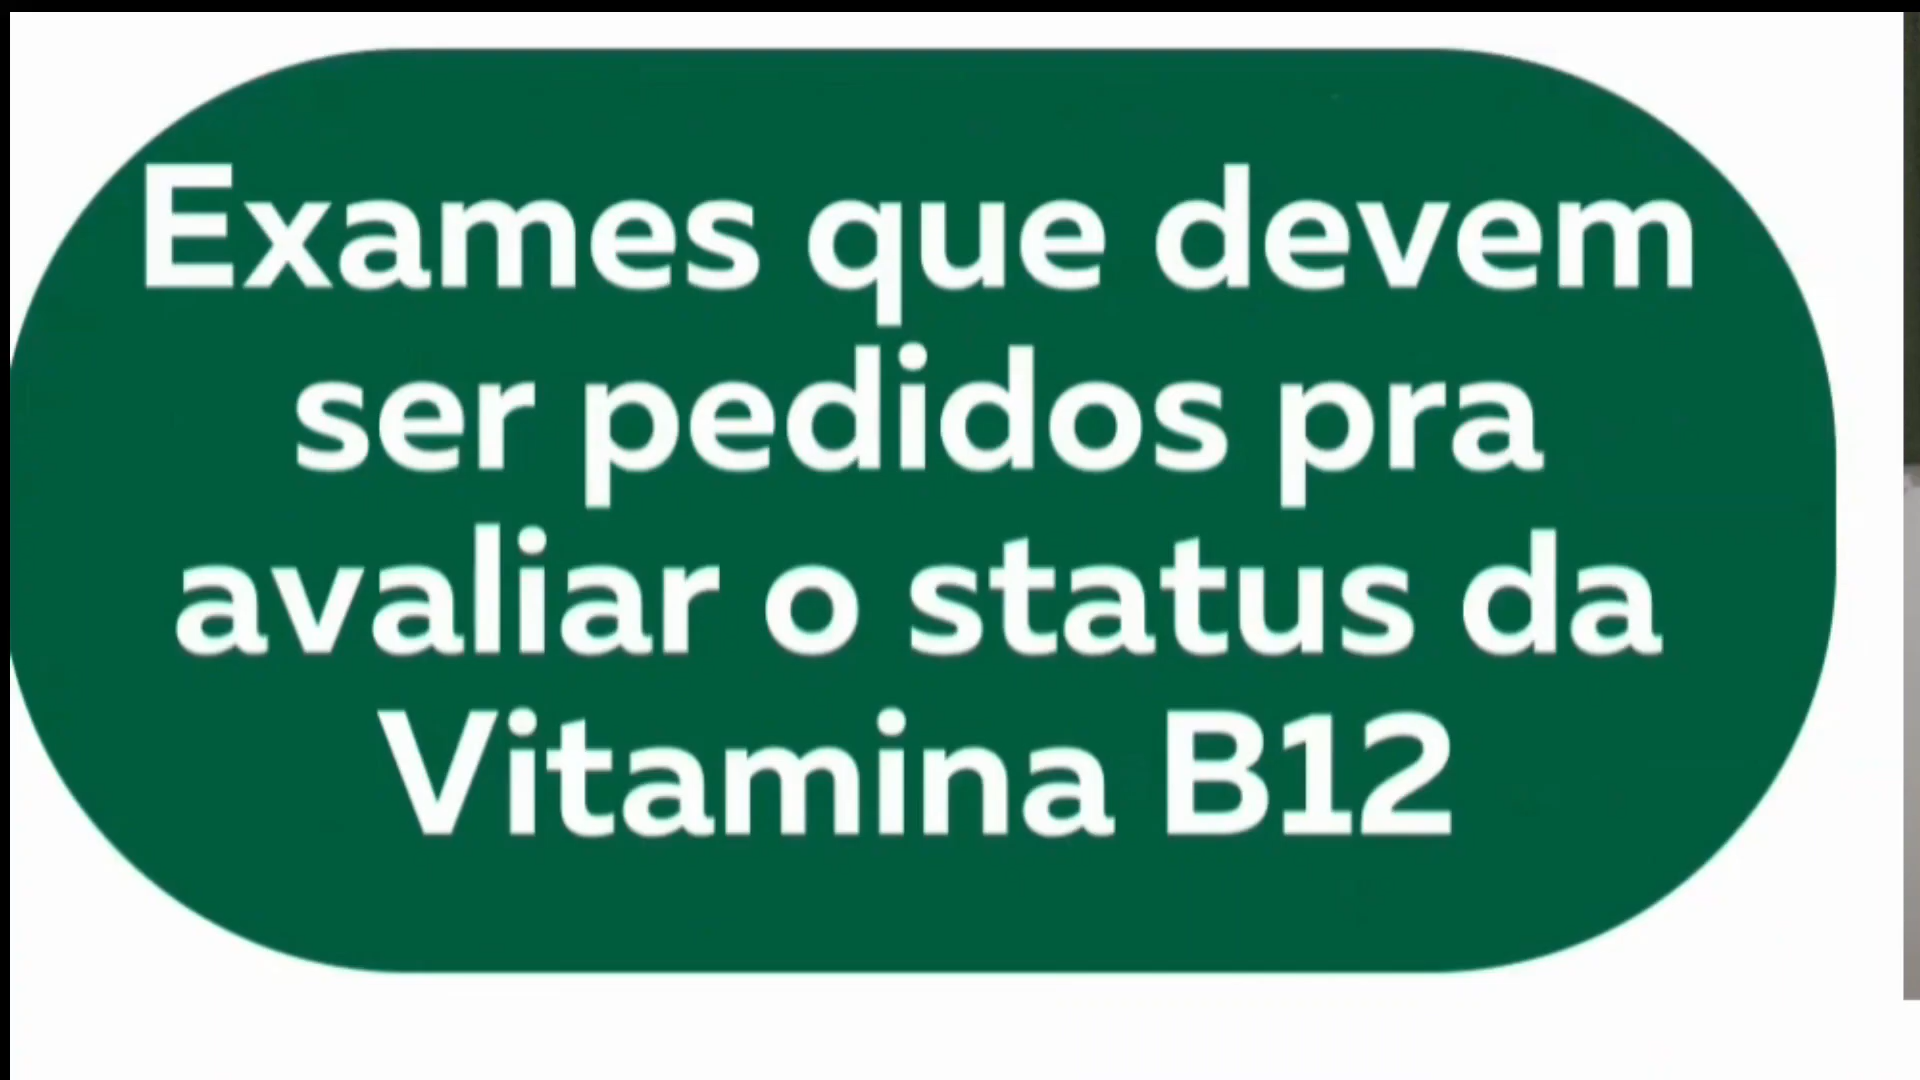 Exames que devem
ser pedidos pra
avaliar o status da
Vitamina B12